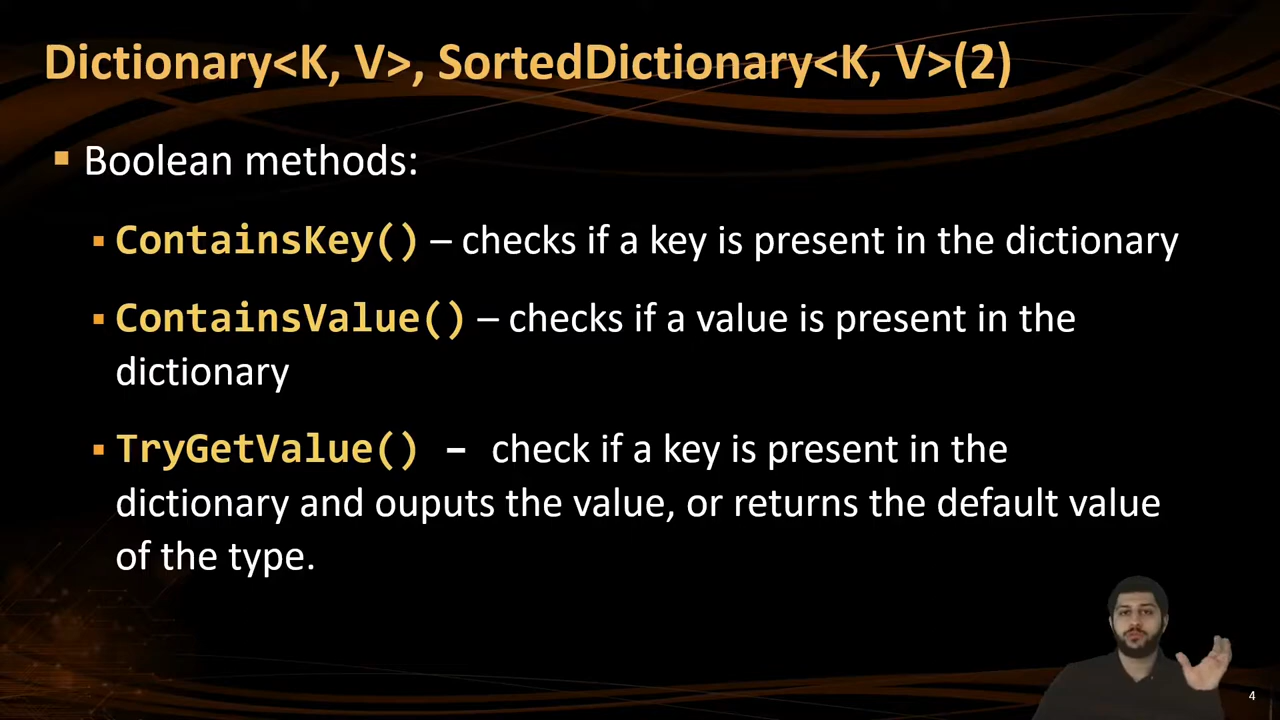 Dictionary<K, V>, SortedDictionary<K, V>(2)
▪ Boolean methods:
▪ ContainsKey() – checks if a key is present in the dictionary
▪ ContainsValue() – checks if a value is present in the
dictionary
▪ TryGetValue() – check if a key is present in the
dictionary and ouputs the value, or returns the default value
of the type.
4